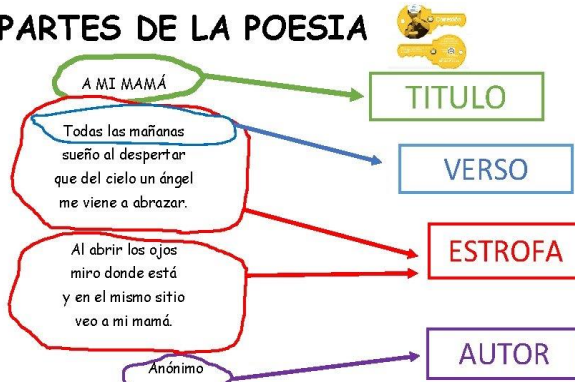 PARTES DE LA POESIA
A MI MAMÁ
TITULO
Todas las mañanas
sueño al despertar
que del cielo un ángel
me viene a abrazar.
VERSO
Al abrir los ojos
miro donde está
y en el mismo sitio
veo a mi mamá.
ESTROFA
Anónimo
AUTOR